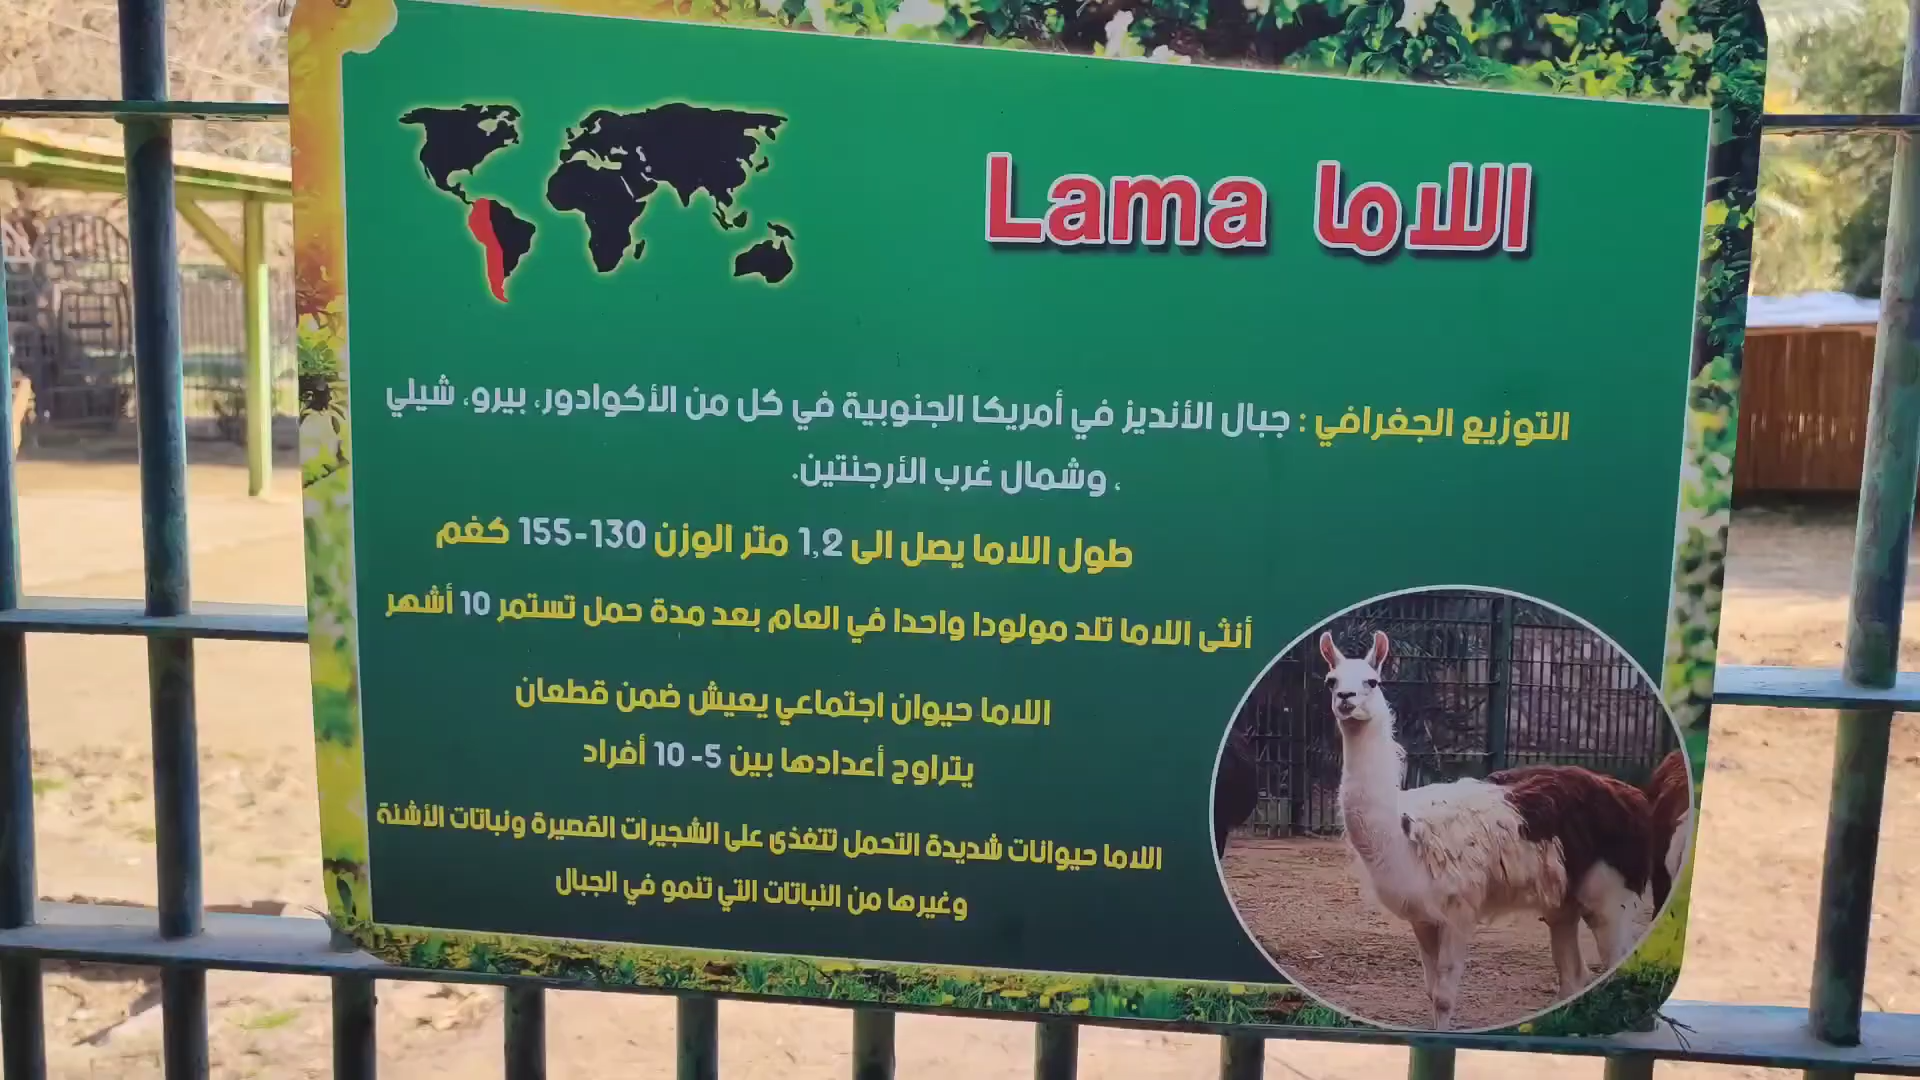 اللاما Lama
التوزيع الجغرافي : جبال الأنديز في أمريكا الجنوبية في كل من الأكوادور، بيرو، شيلي
، وشمال غرب الأرجنتين.
طول اللاما يصل الى 1,2 متر الوزن 130-155 كغم
أنثى اللاما تلد مولودا واحدا في العام بعد مدة حمل تستمر 10 أشهر
اللاما حيوان اجتماعي يعيش ضمن قطعان
يتراوح أعدادها بين 5- 10 أفراد
اللاما حيوانات شديدة التحمل تتغذى على الشجيرات القصيرة ونباتات الأشنة
وغيرها من النباتات التي تنمو في الجبال